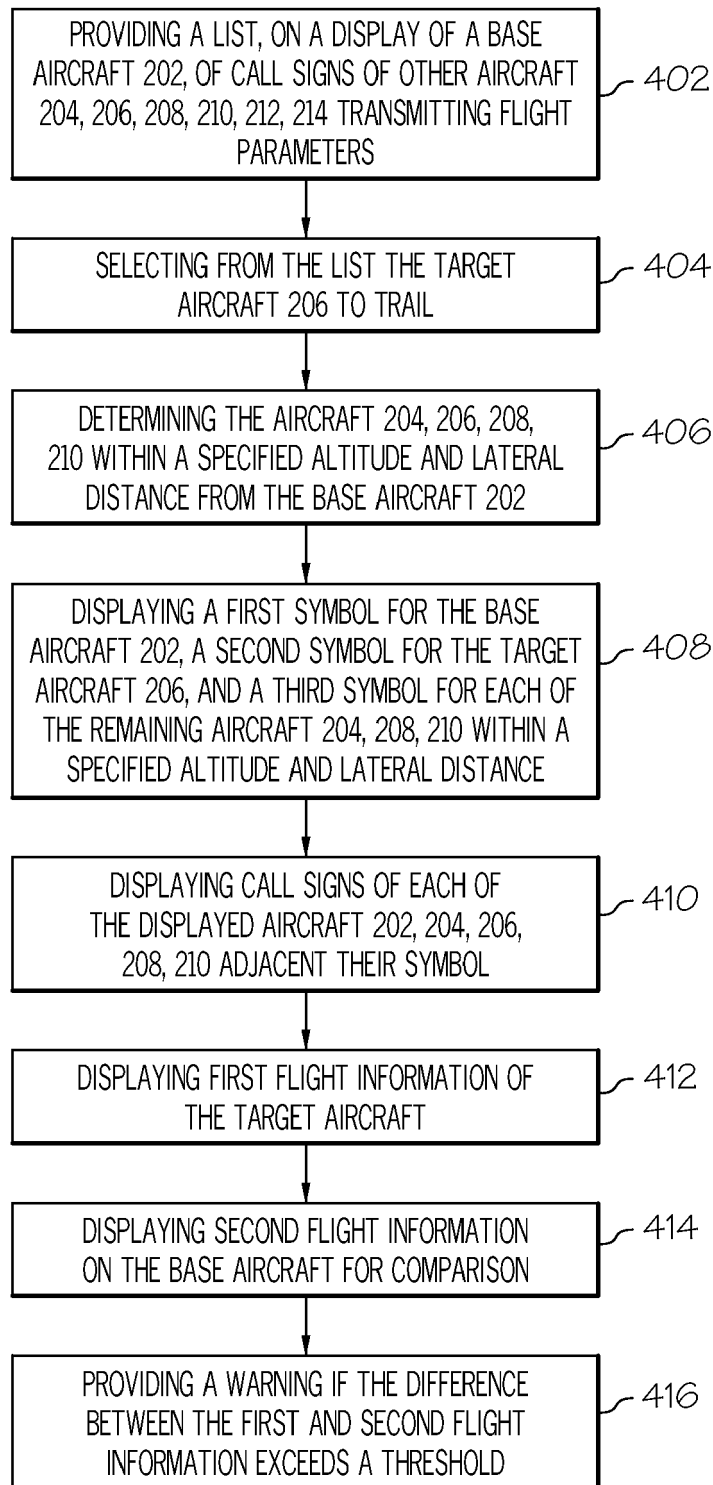 PROVIDING A LIST, ON A DISPLAY OF A BASE
AIRCRAFT 202, OF CALL SIGNS OF OTHER AIRCRAFT
204, 206, 208, 210, 212, 214 TRANSMITTING FLIGHT
PARAMETERS
402
SELECTING FROM THE LIST THE TARGET
AIRCRAFT 206 TO TRAIL
404
DETERMINING THE AIRCRAFT 204, 206, 208,
210 WITHIN A SPECIFIED ALTITUDE AND LATERAL
DISTANCE FROM THE BASE AIRCRAFT 202
406
DISPLAYING A FIRST SYMBOL FOR THE BASE
AIRCRAFT 202, A SECOND SYMBOL FOR THE TARGET
AIRCRAFT 206, AND A THIRD SYMBOL FOR EACH OF
THE REMAINING AIRCRAFT 204, 208, 210 WITHIN A
SPECIFIED ALTITUDE AND LATERAL DISTANCE
408
DISPLAYING CALL SIGNS OF EACH OF
THE DISPLAYED AIRCRAFT 202, 204, 206,
208, 210 ADJACENT THEIR SYMBOL
410
DISPLAYING FIRST FLIGHT INFORMATION OF
THE TARGET AIRCRAFT
412
DISPLAYING SECOND FLIGHT INFORMATION
ON THE BASE AIRCRAFT FOR COMPARISON
414
PROVIDING A WARNING IF THE DIFFERENCE
BETWEEN THE FIRST AND SECOND FLIGHT
INFORMATION EXCEEDS A THRESHOLD
416